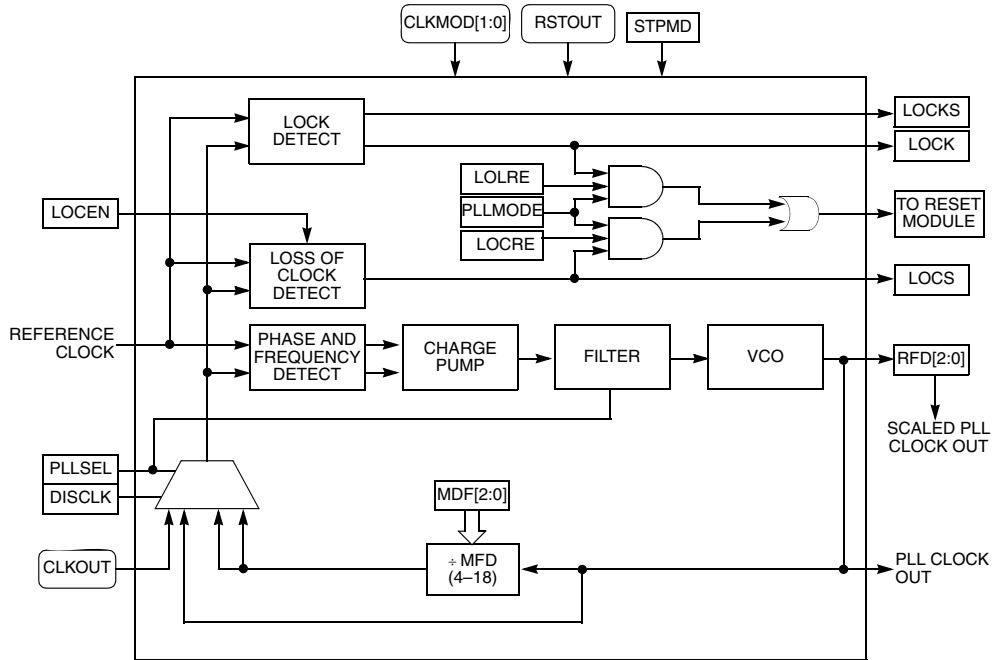 CLKMOD[1:0]
RSTOUT
STPMD
LOCK
DETECT
LOCKS
LOCK
LOLRE
PLLMODE
LOCRE
TO RESET
MODULE
LOCEN
LOSS OF
CLOCK
DETECT
LOCS
REFERENCE
CLOCK
PHASE AND
FREQUENCY
DETECT
CHARGE
PUMP
FILTER
VCO
RFD[2:0]
SCALED PLL
CLOCK OUT
PLLSEL
DISCLK
MDF[2:0]
CLKOUT
÷ MFD
(4–18)
PLL CLOCK
OUT